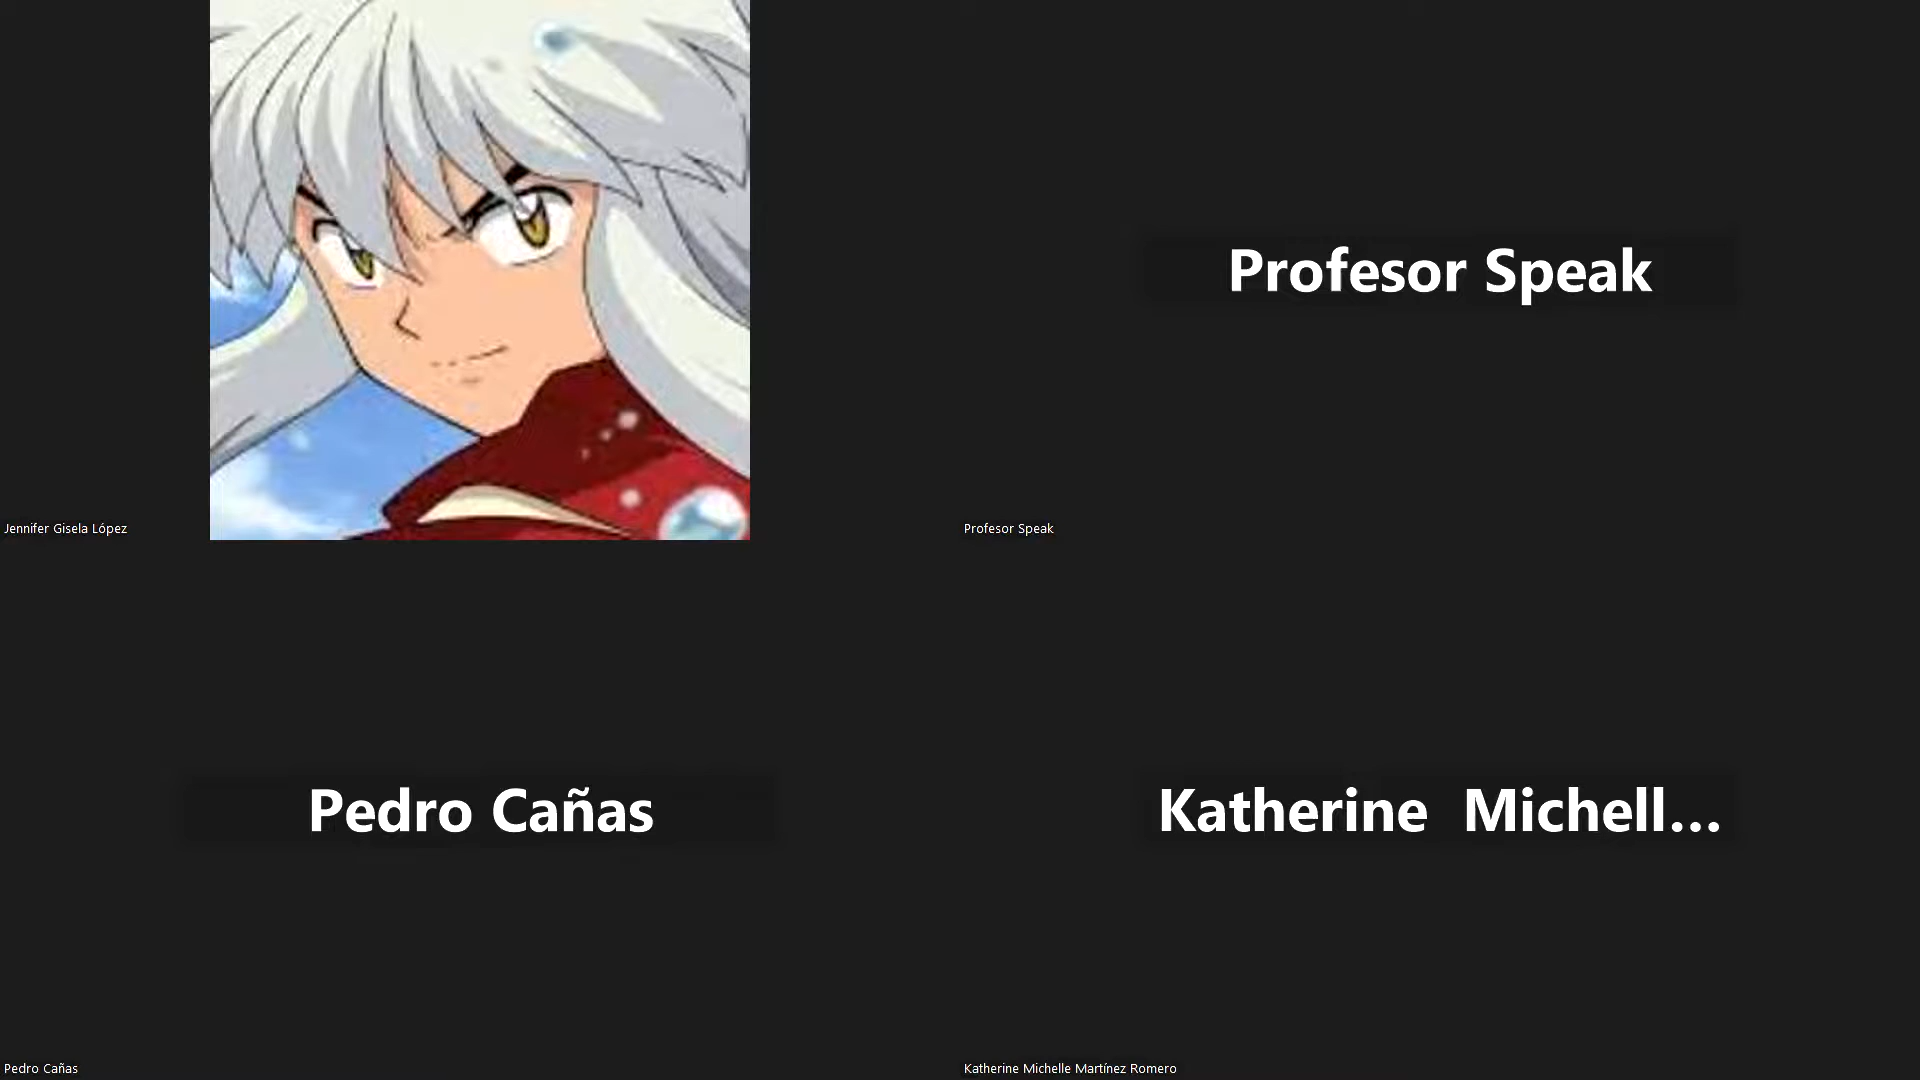 Profesor Speak
Jennifer Gisela López
Profesor Speak
Pedro Cañas
Katherine  Michell...
Pedro Cañas
Katherine Michelle Martínez Romero